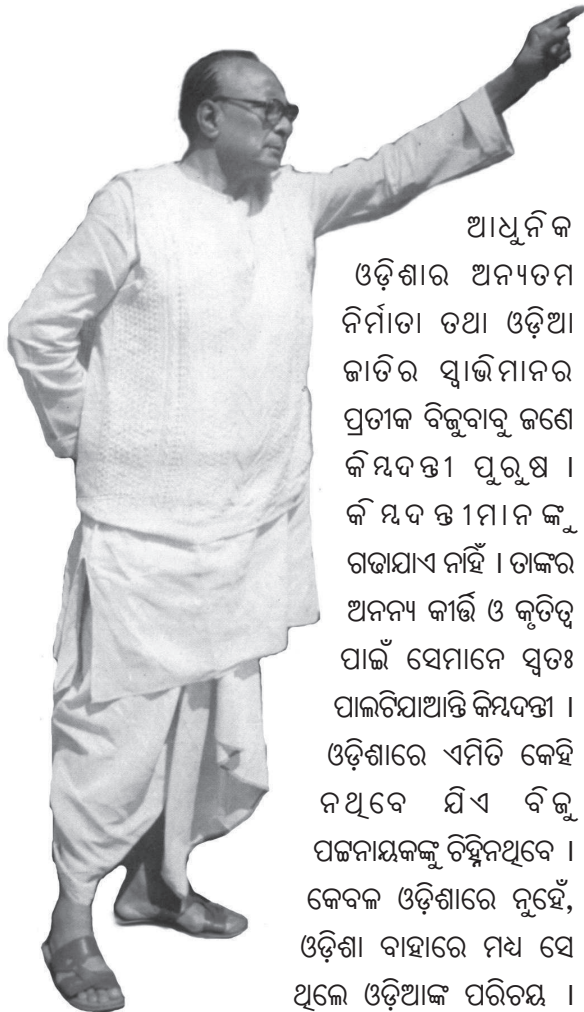 ଆଧୁନିକ
ଓଡ଼ିଶାର ଅନ୍ୟତମ
ନିର୍ମାତା ତଥା ଓଡ଼ିଆ
ଜାତିର ସ୍ୱାଭିମାନର
ପ୍ରତୀକ ବିଜୁବାବୁ ଜଣେ
କିମ୍ବଦନ୍ତୀ ପୁରୁଷ ।
କିମ୍ବଦନ୍ତୀମାନଙ୍କୁ
ଗଢାଯାଏ ନାହିଁ । ତାଙ୍କର
ଅନନ୍ୟ କୀର୍ତ୍ତି ଓ କୃତିତ୍ୱ
ପାଇଁ ସେମାନେ ସ୍ୱତଃ
ପାଲଟିଯାଆନ୍ତି କିମ୍ବଦନ୍ତୀ ।
ଓଡ଼ିଶାରେ ଏମିତି କେହି
ନଥିବେ ଯିଏ ବିଜୁ
ପଟ୍ଟନାୟକଙ୍କୁ ଚିହ୍ନିନଥିବେ ।
କେବଳ ଓଡ଼ିଶାରେ ନୁହେଁ,
ଓଡ଼ିଶା ବାହାରେ ମଧ୍ୟ ସେ
ଥିଲେ ଓଡ଼ିଆଙ୍କ ପରିଚୟ ।